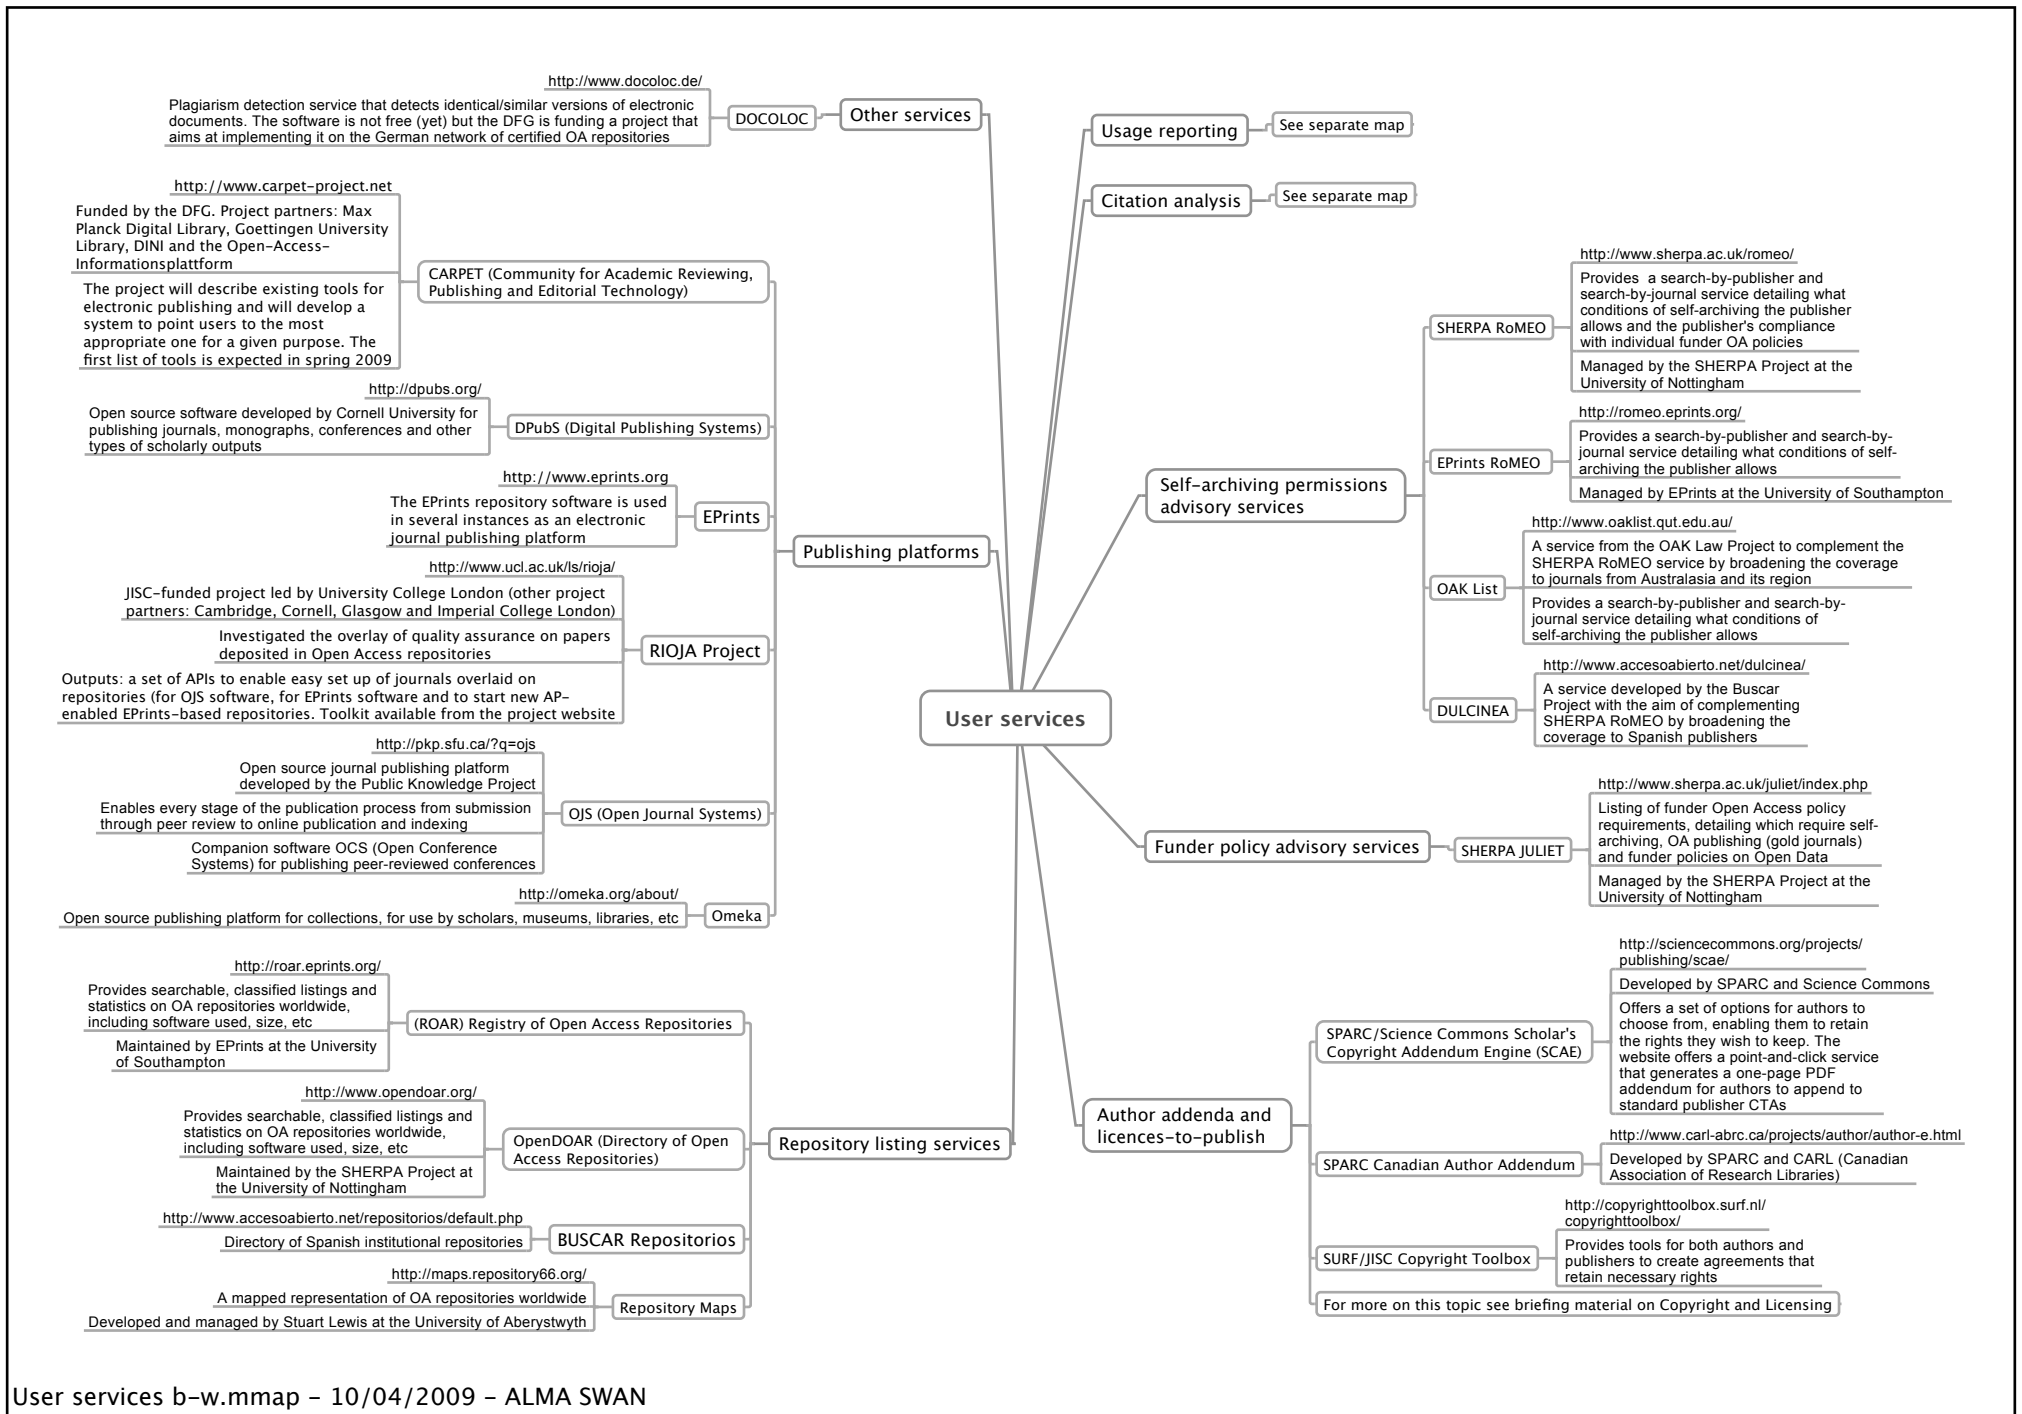 User services
Other services
DOCOLOC
http://www.docoloc.de/
Plagiarism detection service that detects identical/similar versions of electronic
documents. The software is not free (yet) but the DFG is funding a project that
aims at implementing it on the German network of certified OA repositories
Publishing platforms
CARPET (Community for Academic Reviewing,
Publishing and Editorial Technology)
http://www.carpet-project.net
Funded by the DFG. Project partners: Max
Planck Digital Library, Goettingen University
Library, DINI and the Open-Access-
Informationsplattform
The project will describe existing tools for
electronic publishing and will develop a
system to point users to the most
appropriate one for a given purpose. The
first list of tools is expected in spring 2009
DPubS (Digital Publishing Systems)
http://dpubs.org/
Open source software developed by Cornell University for
publishing journals, monographs, conferences and other
types of scholarly outputs
EPrints
http://www.eprints.org
The EPrints repository software is used
in several instances as an electronic
journal publishing platform
RIOJA Project
http://www.ucl.ac.uk/ls/rioja/
JISC-funded project led by University College London (other project
partners: Cambridge, Cornell, Glasgow and Imperial College London)
Investigated the overlay of quality assurance on papers
deposited in Open Access repositories
Outputs: a set of APIs to enable easy set up of journals overlaid on
repositories (for OJS software, for EPrints software and to start new AP-
enabled EPrints-based repositories. Toolkit available from the project website
OJS (Open Journal Systems)
http://pkp.sfu.ca/?q=ojs
Open source journal publishing platform
developed by the Public Knowledge Project
Enables every stage of the publication process from submission
through peer review to online publication and indexing
Companion software OCS (Open Conference
Systems) for publishing peer-reviewed conferences
Omeka
http://omeka.org/about/
Open source publishing platform for collections, for use by scholars, museums, libraries, etc
Repository listing services
(ROAR) Registry of Open Access Repositories
http://roar.eprints.org/
Provides searchable, classified listings and
statistics on OA repositories worldwide,
including software used, size, etc
Maintained by EPrints at the University
of Southampton
OpenDOAR (Directory of Open
Access Repositories)
http://www.opendoar.org/
Provides searchable, classified listings and
statistics on OA repositories worldwide,
including software used, size, etc
Maintained by the SHERPA Project at
the University of Nottingham
BUSCAR Repositorios
http://www.accesoabierto.net/repositorios/default.php
Directory of Spanish institutional repositories
Repository Maps
http://maps.repository66.org/
A mapped representation of OA repositories worldwide
Developed and managed by Stuart Lewis at the University of Aberystwyth
Usage reporting
See separate map
Citation analysis
See separate map
Self-archiving permissions
advisory services
SHERPA RoMEO
http://www.sherpa.ac.uk/romeo/
Provides a search-by-publisher and
search-by-journal service detailing what
conditions of self-archiving the publisher
allows and the publisher's compliance
with individual funder OA policies
Managed by the SHERPA Project at the
University of Nottingham
EPrints RoMEO
http://romeo.eprints.org/
Provides a search-by-publisher and search-by-
journal service detailing what conditions of self-
archiving the publisher allows
Managed by EPrints at the University of Southampton
OAK List
http://www.oaklist.qut.edu.au/
A service from the OAK Law Project to complement the
SHERPA RoMEO service by broadening the coverage
to journals from Australasia and its region
Provides a search-by-publisher and search-by-
journal service detailing what conditions of
self-archiving the publisher allows
DULCINEA
http://www.accesoabierto.net/dulcinea/
A service developed by the Buscar
Project with the aim of complementing
SHERPA RoMEO by broadening the
coverage to Spanish publishers
Funder policy advisory services
SHERPA JULIET
http://www.sherpa.ac.uk/juliet/index.php
Listing of funder Open Access policy
requirements, detailing which require self-
archiving, OA publishing (gold journals)
and funder policies on Open Data
Managed by the SHERPA Project at the
University of Nottingham
Author addenda and
licences-to-publish
SPARC/Science Commons Scholar's
Copyright Addendum Engine (SCAE)
http://sciencecommons.org/projects/
publishing/scae/
Developed by SPARC and Science Commons
Offers a set of options for authors to
choose from, enabling them to retain
the rights they wish to keep. The
website offers a point-and-click service
that generates a one-page PDF
addendum for authors to append to
standard publisher CTAs
SPARC Canadian Author Addendum
http://www.carl-abrc.ca/projects/author/author-e.html
Developed by SPARC and CARL (Canadian
Association of Research Libraries)
SURF/JISC Copyright Toolbox
http://copyrighttoolbox.surf.nl/
copyrighttoolbox/
Provides tools for both authors and
publishers to create agreements that
retain necessary rights
For more on this topic see briefing material on Copyright and Licensing
User services b-w.mmap - 10/04/2009 - ALMA SWAN